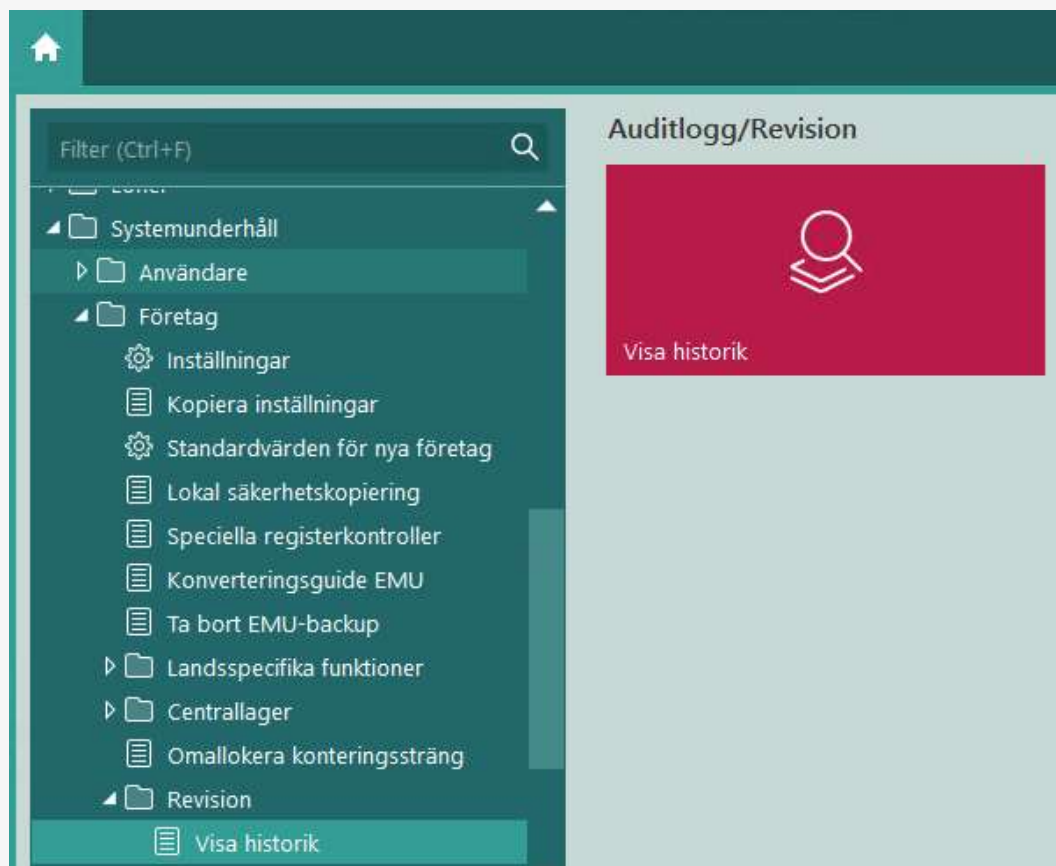 Filter (Ctrl+F)
Systemunderhåll
Användare
Företag
Inställningar
Kopiera inställningar
Standardvärden för nya företag
Lokal säkerhetskopiering
Speciella registerkontroller
Konverteringsguide EMU
Ta bort EMU-backup
Landsspecifika funktioner
Centrallager
Omallokera konteringssträng
Revision
Visa historik
Auditlogg/Revision
Visa historik